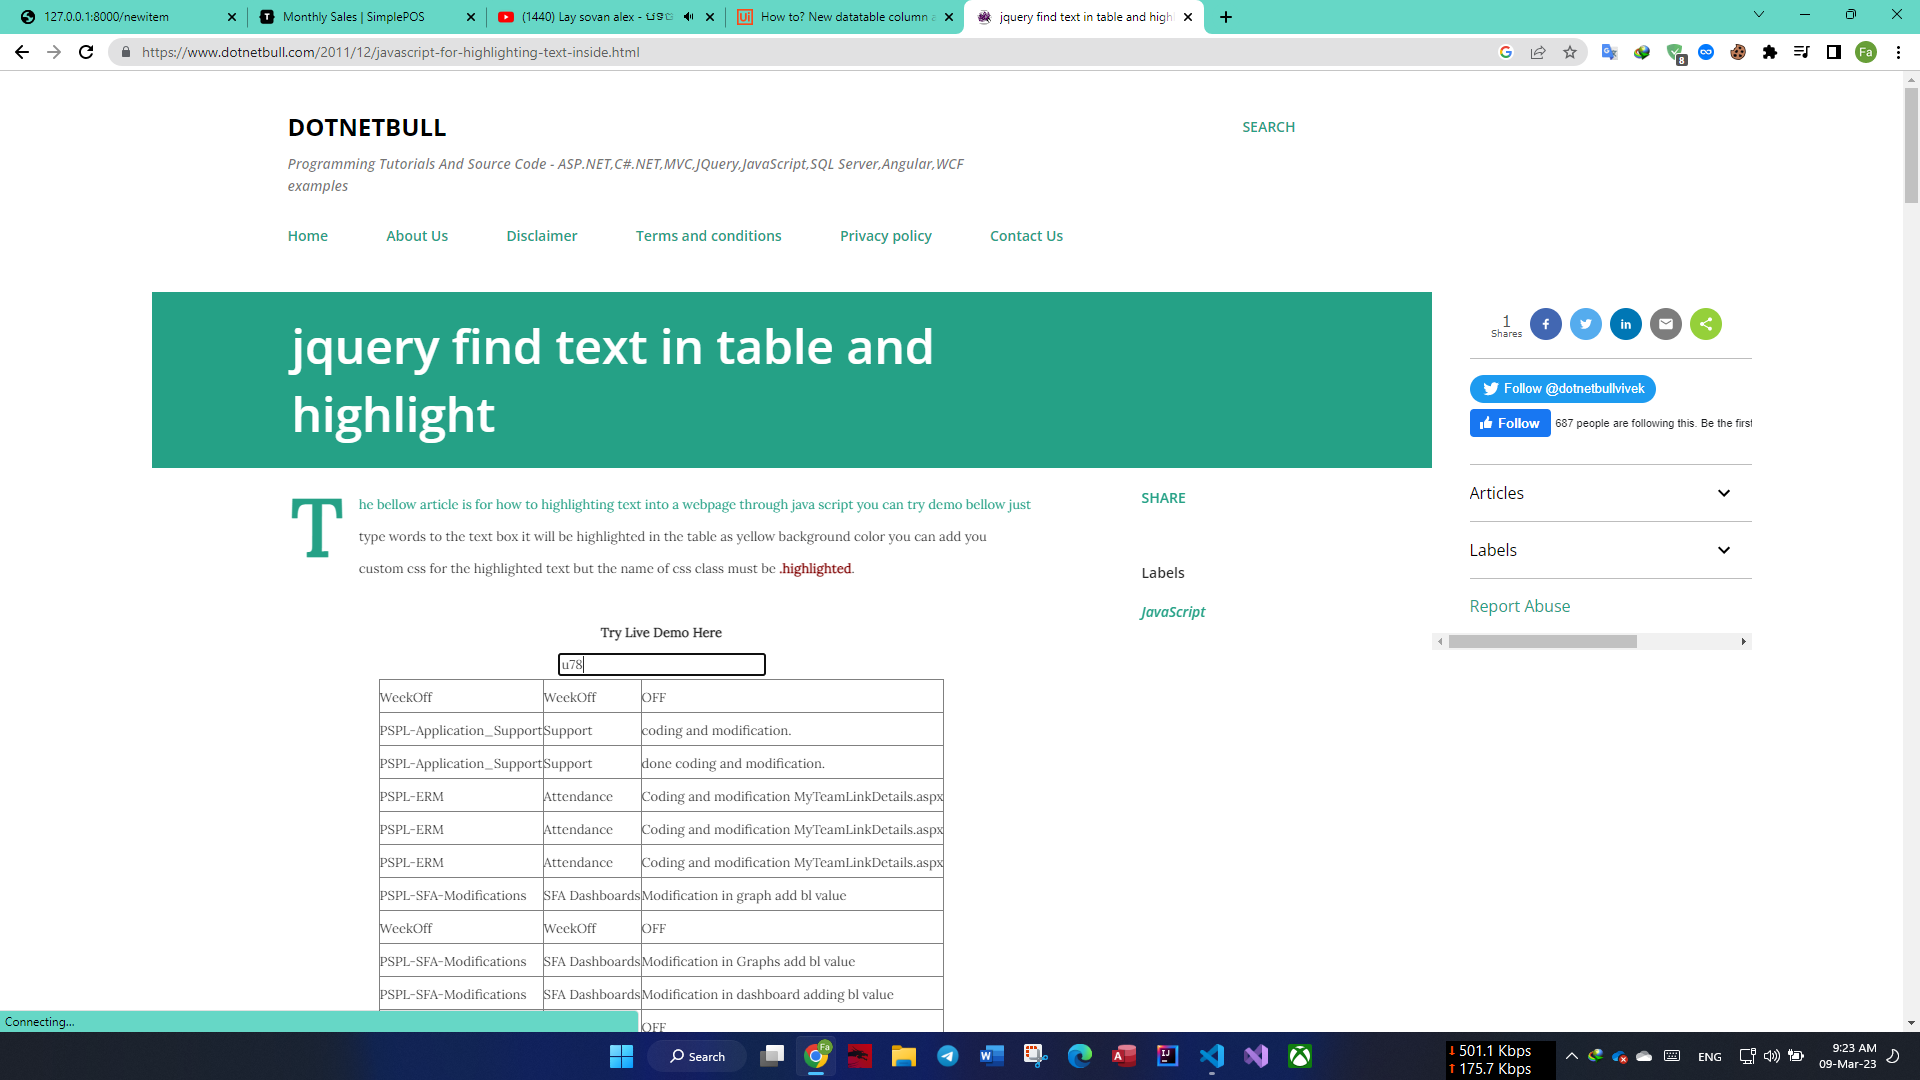 127.0.0.1:8000/newitem
Monthly Sales | SimplePOS
(1440) Lay sovan alex -
How to? New datatable column a
jquery find text in table and high
https://www.dotnetbull.com/2011/12/javascript-for-highlighting-text-inside.html
8
Fa
DOTNETBULL
SEARCH
Programming Tutorials And Source Code - ASP.NET,C#.NET,MVC,JQuery,JavaScript,SQL Server,Angular,WCF
examples
Home
About Us
Disclaimer
Terms and conditions
Privacy policy
Contact Us
jquery find text in table and
highlight
1
Shares
Follow @dotnetbullvivek
Follow
687 people are following this. Be the first
Articles
Labels
Report Abuse
The bellow article is for how to highlighting text into a webpage through java script you can try demo bellow just
type words to the text box it will be highlighted in the table as yellow background color you can add you
custom css for the highlighted text but the name of css class must be .highlighted.
SHARE
Labels
JavaScript
Try Live Demo Here
u78
WeekOff WeekOff OFF
PSPL-Application_Support Support coding and modification.
PSPL-Application_Support Support done coding and modification.
PSPL-ERM Attendance Coding and modification MyTeamLinkDetails.aspx
PSPL-ERM Attendance Coding and modification MyTeamLinkDetails.aspx
PSPL-ERM Attendance Coding and modification MyTeamLinkDetails.aspx
PSPL-SFA-Modifications SFA Dashboards Modification in graph add bl value
WeekOff WeekOff OFF
PSPL-SFA-Modifications SFA Dashboards Modification in Graphs add bl value
PSPL-SFA-Modifications SFA Dashboards Modification in dashboard adding bl value
OFF
Connecting...
Search
Fa
501.1 Kbps
175.7 Kbps
ENG
9:23 AM
09-Mar-23